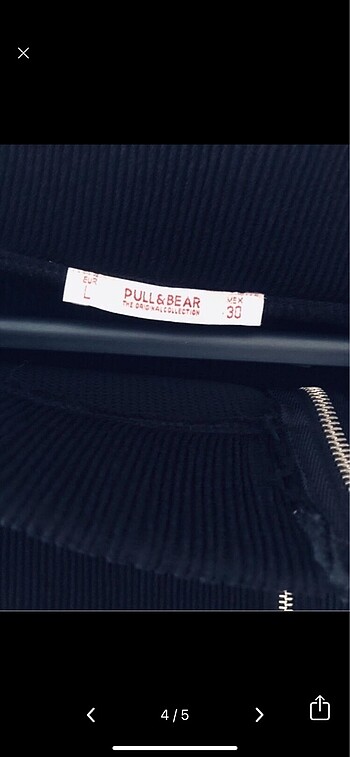 EUR
L
PULL&BEAR
THE ORIGINAL COLLECTION
MEX
30
4/5